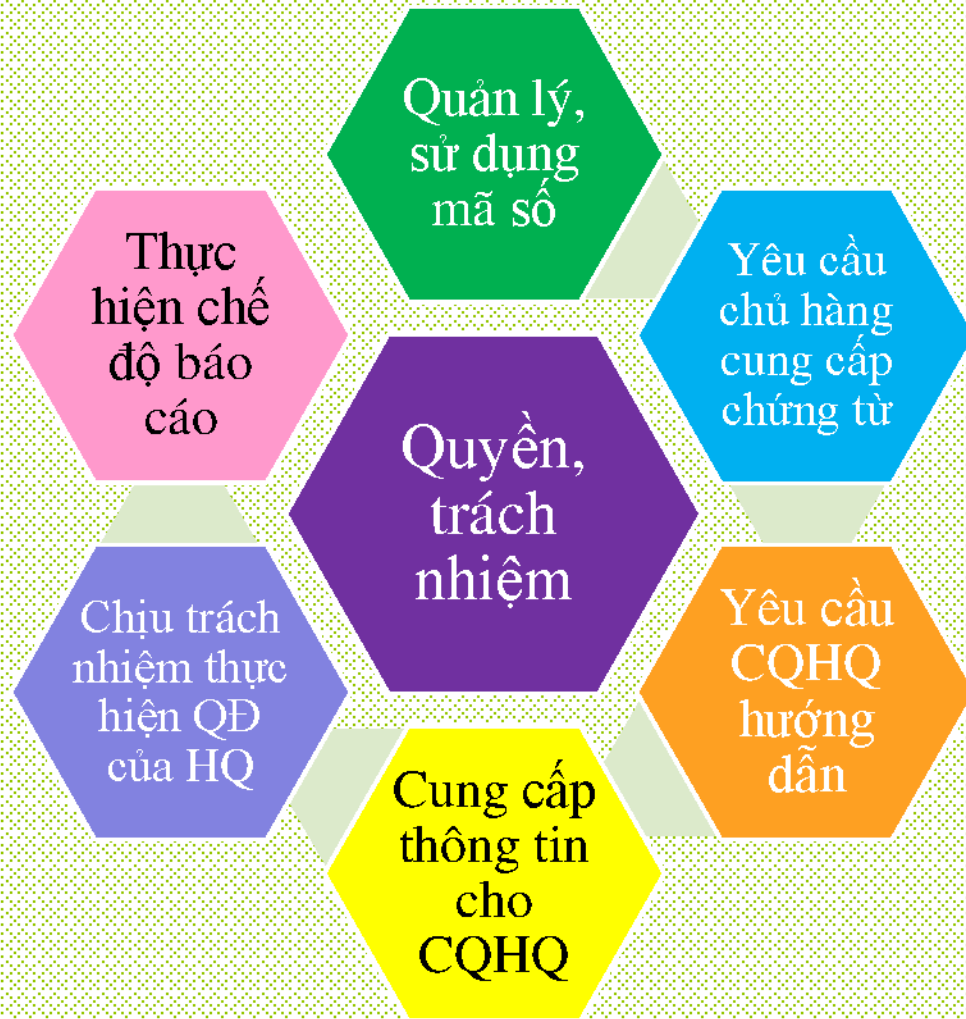 Quản lý,
sử dụng
mã số
Yêu cầu
chủ hàng
cung cấp
chứng từ
Yêu cầu
CQHQ
hướng
dẫn
Cung cấp
thông tin
cho
CQHQ
Chịu trách
nhiệm thực
hiện QĐ
của HQ
Thực
hiện chế
độ báo
cáo
Quyền,
trách
nhiệm